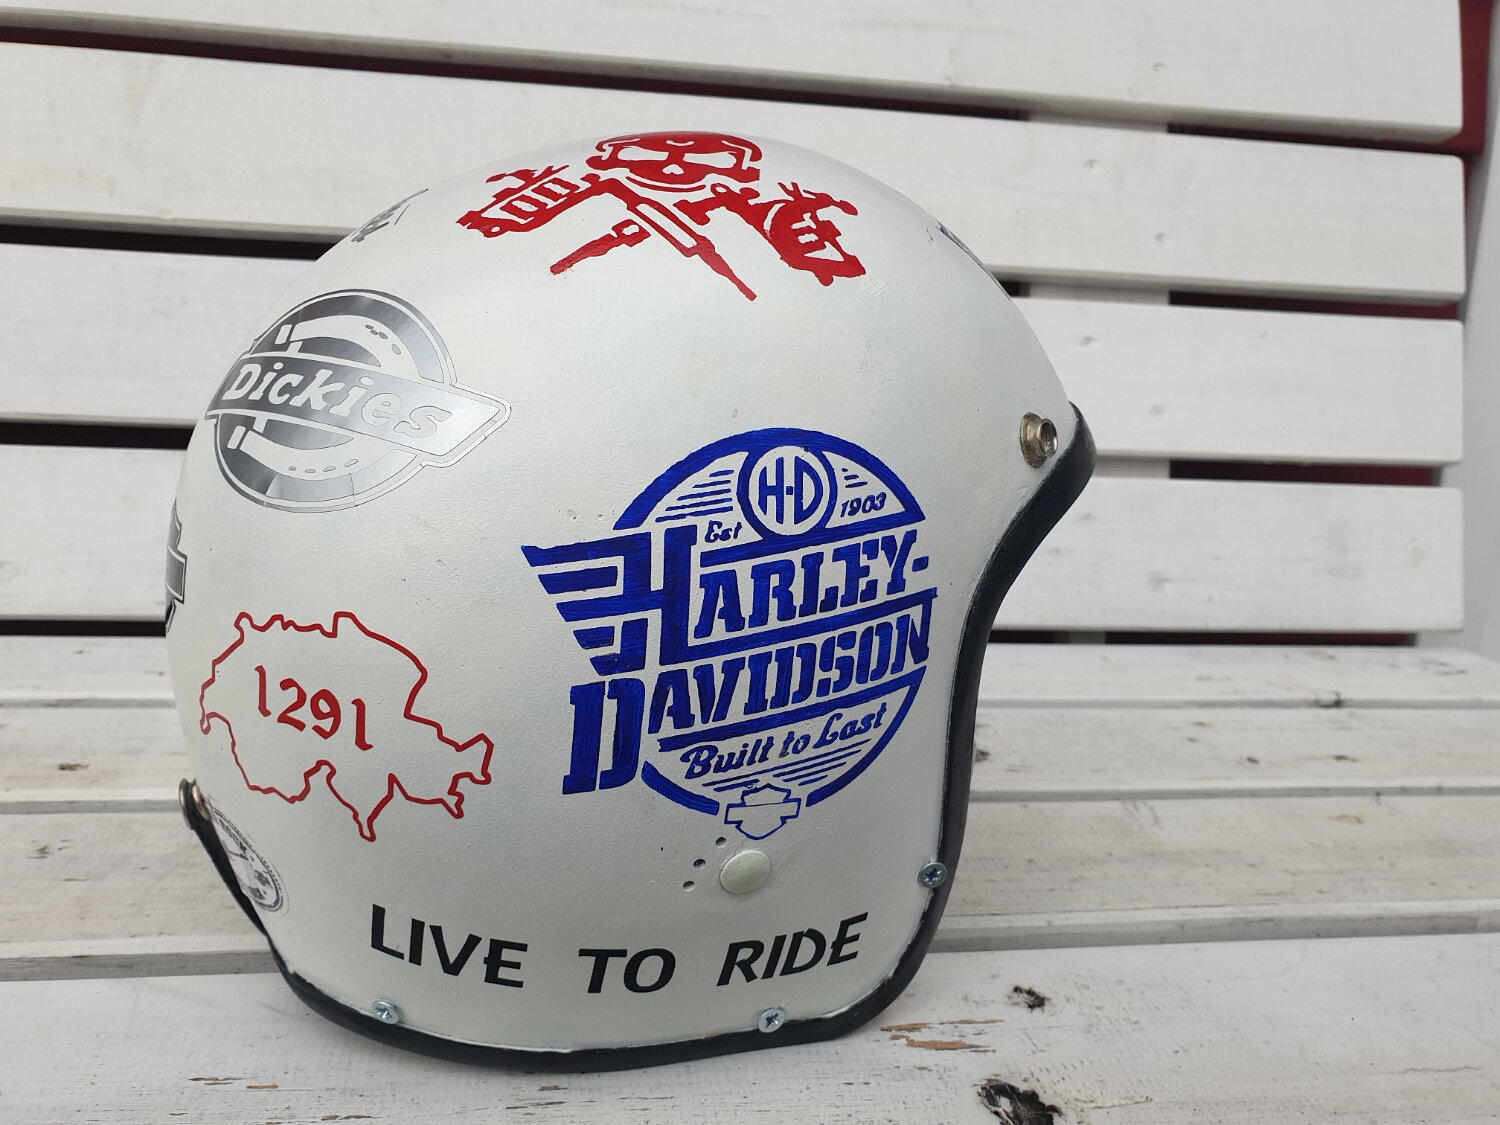 Dickies
H-D
Est 1903
HARLEY-
DAVIDSON
Built to Last
1291
LIVE TO RIDE